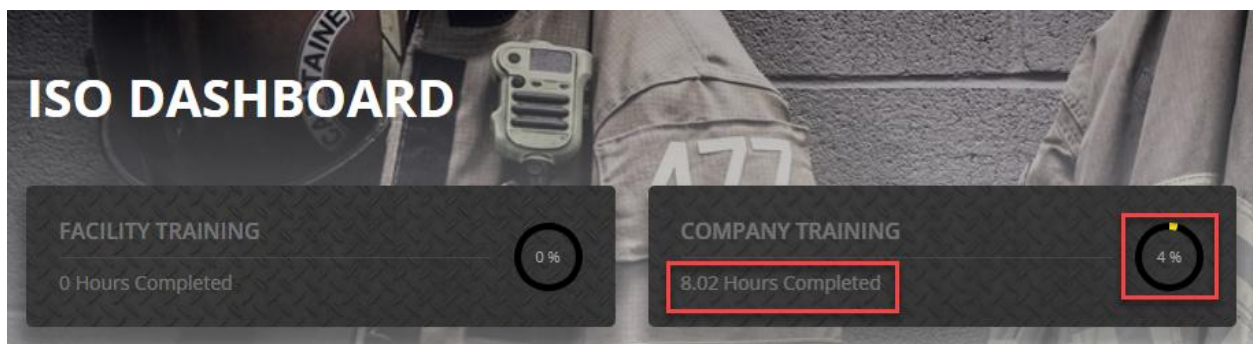 ISO DASHBOARD
FACILITY TRAINING
0 %
0 Hours Completed
COMPANY TRAINING
4 %
8.02 Hours Completed